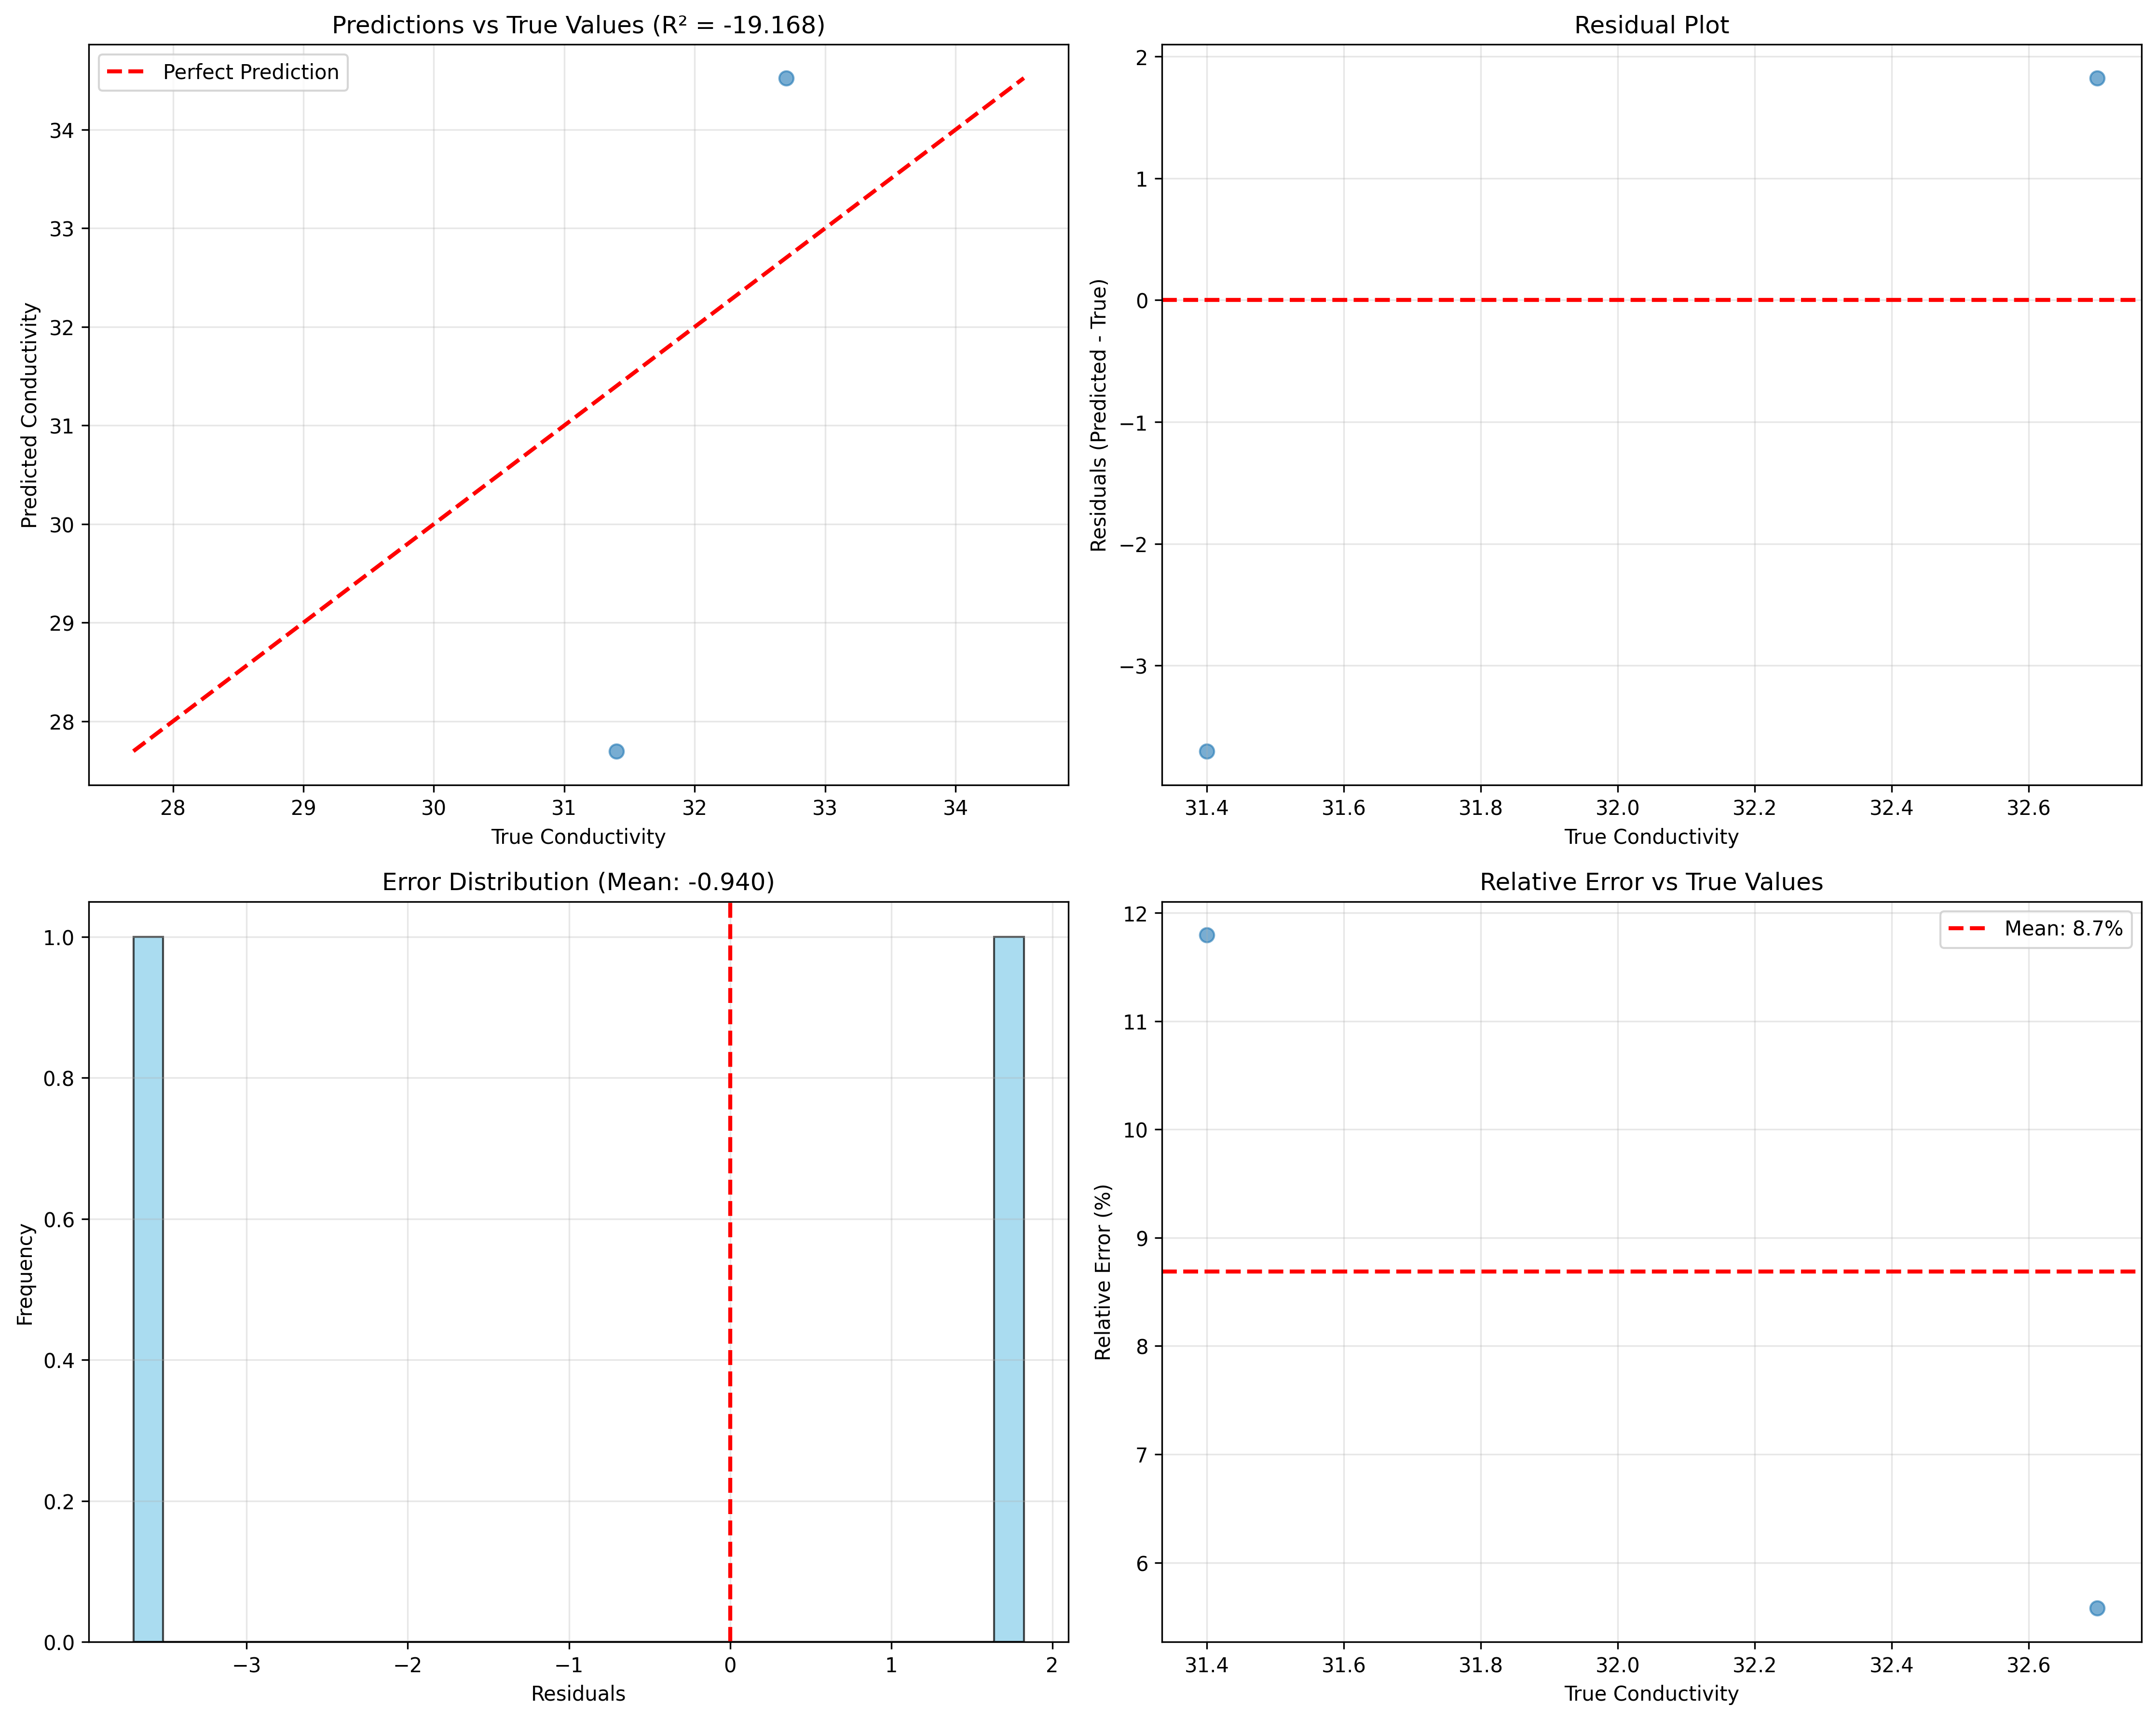 Predictions vs True Values (R² = -19.168)
Perfect Prediction
Predicted Conductivity
34
33
32
31
30
29
28
28 29 30 31 32 33 34
True Conductivity
Residual Plot
Residuals (Predicted - True)
2
1
0
−1
−2
−3
31.4 31.6 31.8 32.0 32.2 32.4 32.6
True Conductivity
Error Distribution (Mean: -0.940)
Frequency
1.0
0.8
0.6
0.4
0.2
0.0
−3 −2 −1 0 1 2
Residuals
Relative Error vs True Values
Mean: 8.7%
Relative Error (%)
12
11
10
9
8
7
6
31.4 31.6 31.8 32.0 32.2 32.4 32.6
True Conductivity